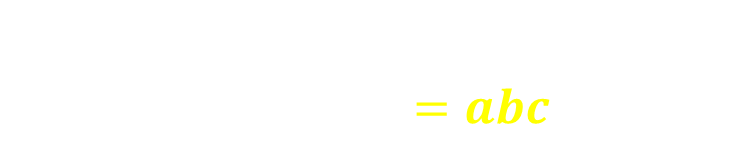 = abc